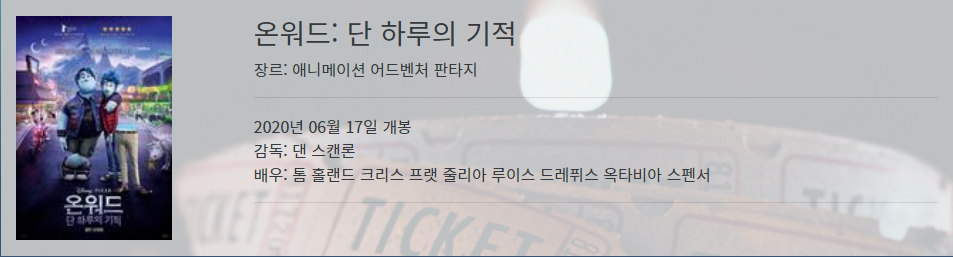 온워드: 단 하루의 기적
장르: 애니메이션 어드벤처 판타지
2020년 06월 17일 개봉
감독: 댄 스캔론
배우: 톰 홀랜드 크리스 프랫 줄리아 루이스 드레퓌스 옥타비아 스펜서
Disney PIXAR
온워드
단 하루의 기적
TICKET
TICKET